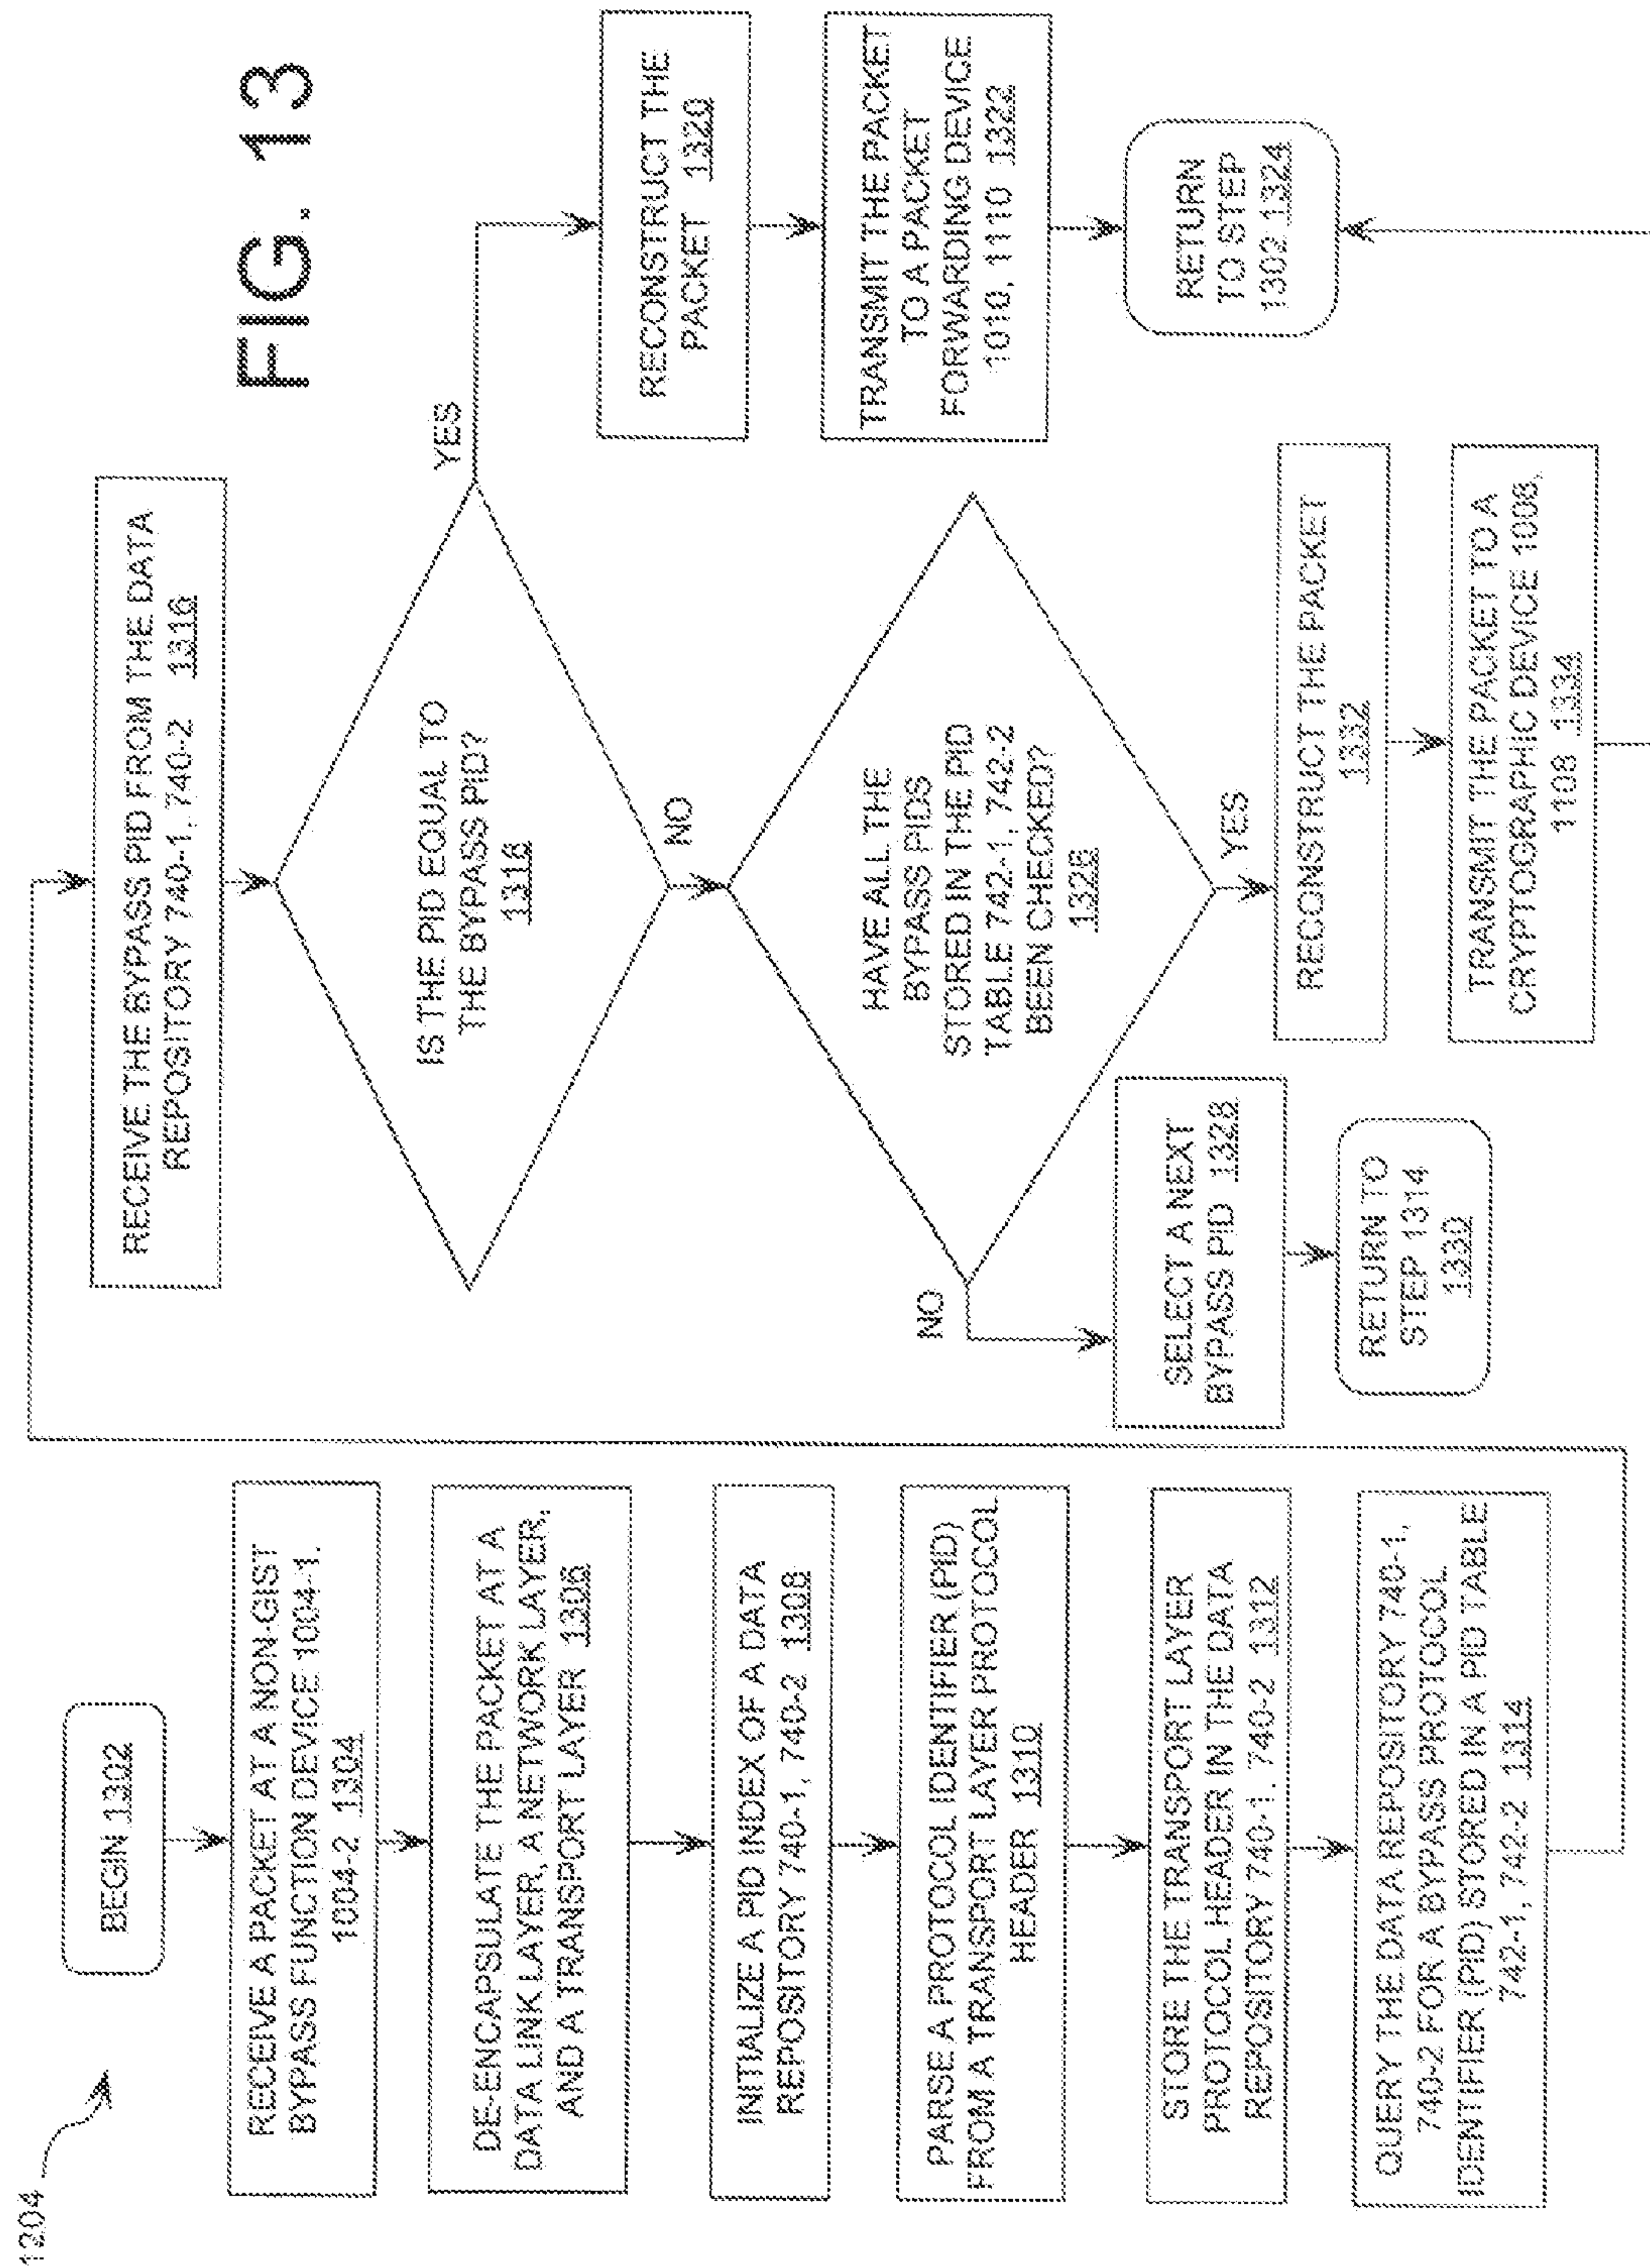 1204
FIG. 13
BEGIN 1302
RECEIVE A PACKET AT A NON-GIST
BYPASS FUNCTION DEVICE 1004-1,
1004-2 1304
DE-ENCAPSULATE THE PACKET AT A
DATA LINK LAYER, A NETWORK LAYER,
AND A TRANSPORT LAYER 1306
INITIALIZE A PID INDEX OF A DATA
REPOSITORY 740-1, 740-2 1308
PARSE A PROTOCOL IDENTIFIER (PID)
FROM A TRANSPORT LAYER PROTOCOL
HEADER 1310
STORE THE TRANSPORT LAYER
PROTOCOL HEADER IN THE DATA
REPOSITORY 740-1, 740-2 1312
QUERY THE DATA REPOSITORY 740-1,
740-2 FOR A BYPASS PROTOCOL
IDENTIFIER (PID) STORED IN A PID TABLE
742-1, 742-2 1314
RECEIVE THE BYPASS PID FROM THE DATA
REPOSITORY 740-1, 740-2 1316
IS THE PID EQUAL TO
THE BYPASS PID?
1318
YES
NO
RECONSTRUCT THE
PACKET 1320
TRANSMIT THE PACKET
TO A PACKET
FORWARDING DEVICE
1010, 1110 1322
RETURN
TO STEP
1302 1324
HAVE ALL THE
BYPASS PIDS
STORED IN THE PID
TABLE 742-1, 742-2
BEEN CHECKED?
1326
NO
YES
SELECT A NEXT
BYPASS PID 1328
RETURN TO
STEP 1314
1330
RECONSTRUCT THE PACKET
1332
TRANSMIT THE PACKET TO A
CRYPTOGRAPHIC DEVICE 1008,
1108 1334